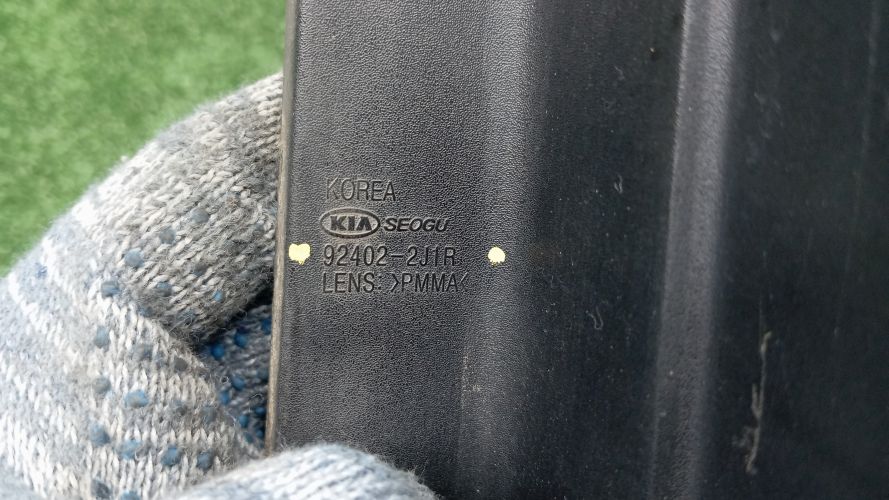 KOREA
KIA SEOGU
92402-2J1R
LENS: >PMMA<